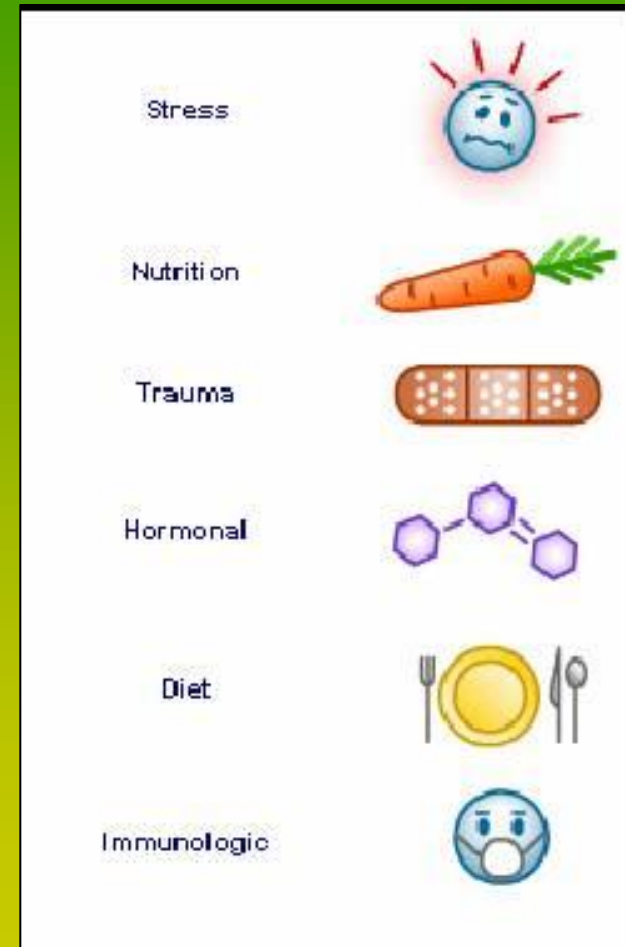 Stress
Nutrition
Trauma
Hormonal
Diet
Immunologic